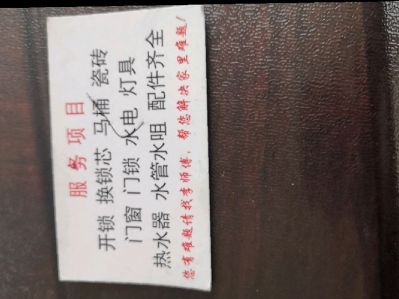 服务项目
开锁 换锁芯 马桶 瓷砖
门窗 门锁 水电 灯具
热水器 水管水咀 配件齐全
您有难题请找李师傅，帮您解决家里难题！